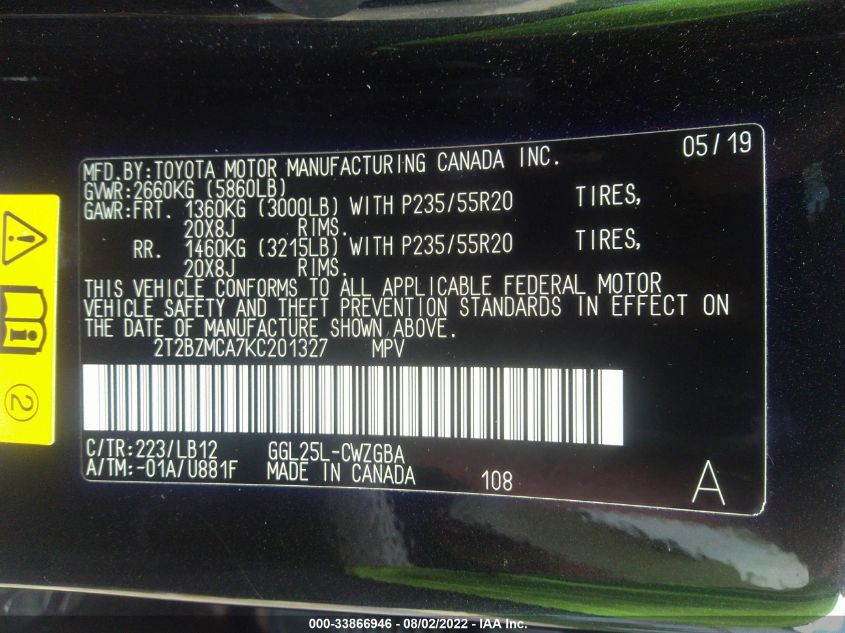 05/19
MFD.BY:TOYOTA MOTOR MANUFACTURING CANADA INC.
GVWR:2660KG (5860LB)
GAWR:FRT. 1360KG (3000LB) WITH P235/55R20 TIRES,
20X8J RIMS.
RR. 1460KG (3215LB) WITH P235/55R20 TIRES,
20X8J RIMS.
THIS VEHICLE CONFORMS TO ALL APPLICABLE FEDERAL MOTOR
VEHICLE SAFETY AND THEFT PREVENTION STANDARDS IN EFFECT ON
THE DATE OF MANUFACTURE SHOWN ABOVE.
2T2BZMCA7KC201327 MPV
C/TR:223/LB12 GGL25L-CWZGBA
A/TM:-01A/U881F MADE IN CANADA 108 A
2
000-33866946 - 08/02/2022 - IAA Inc.